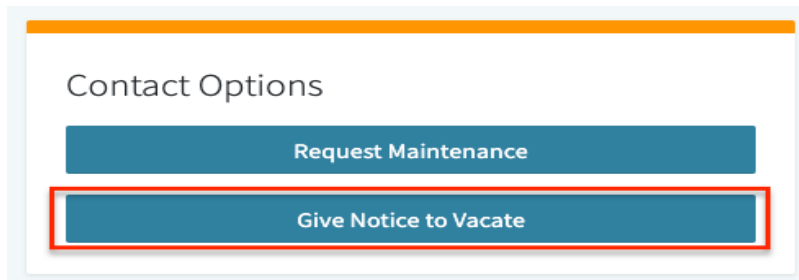 Contact Options
Request Maintenance
Give Notice to Vacate